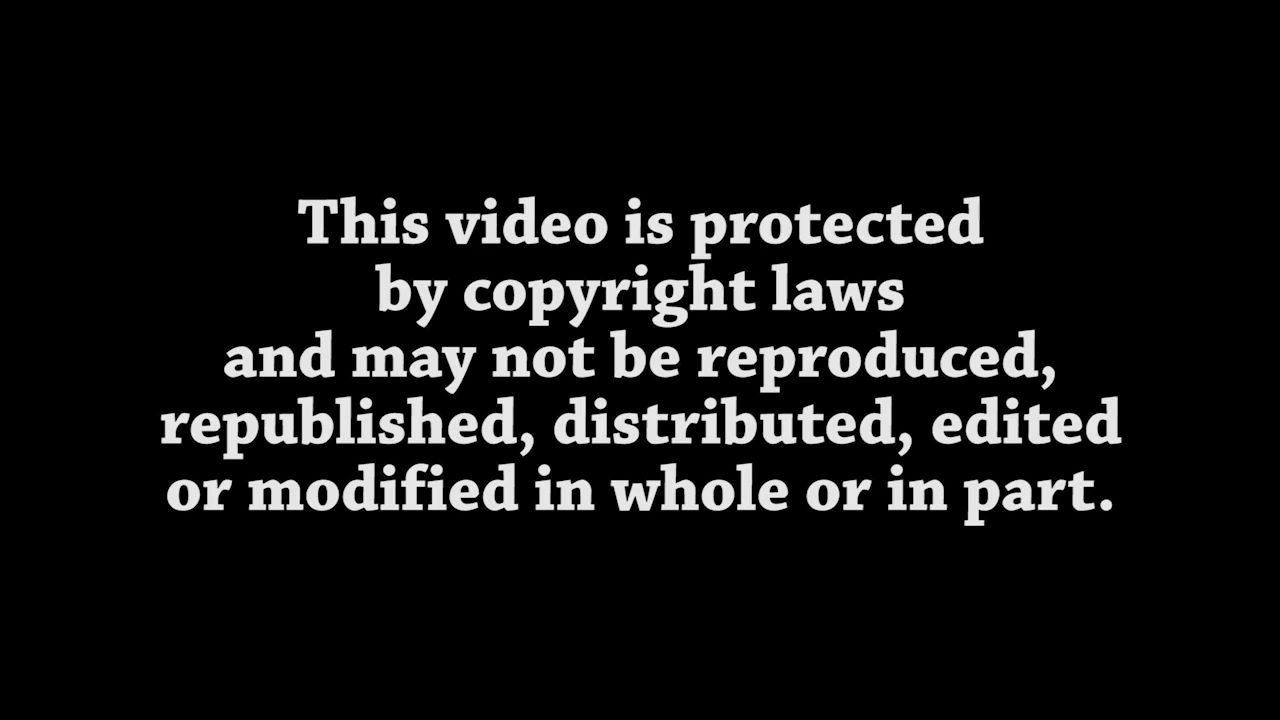 This video is protected
by copyright laws
and may not be reproduced,
republished, distributed, edited
or modified in whole or in part.